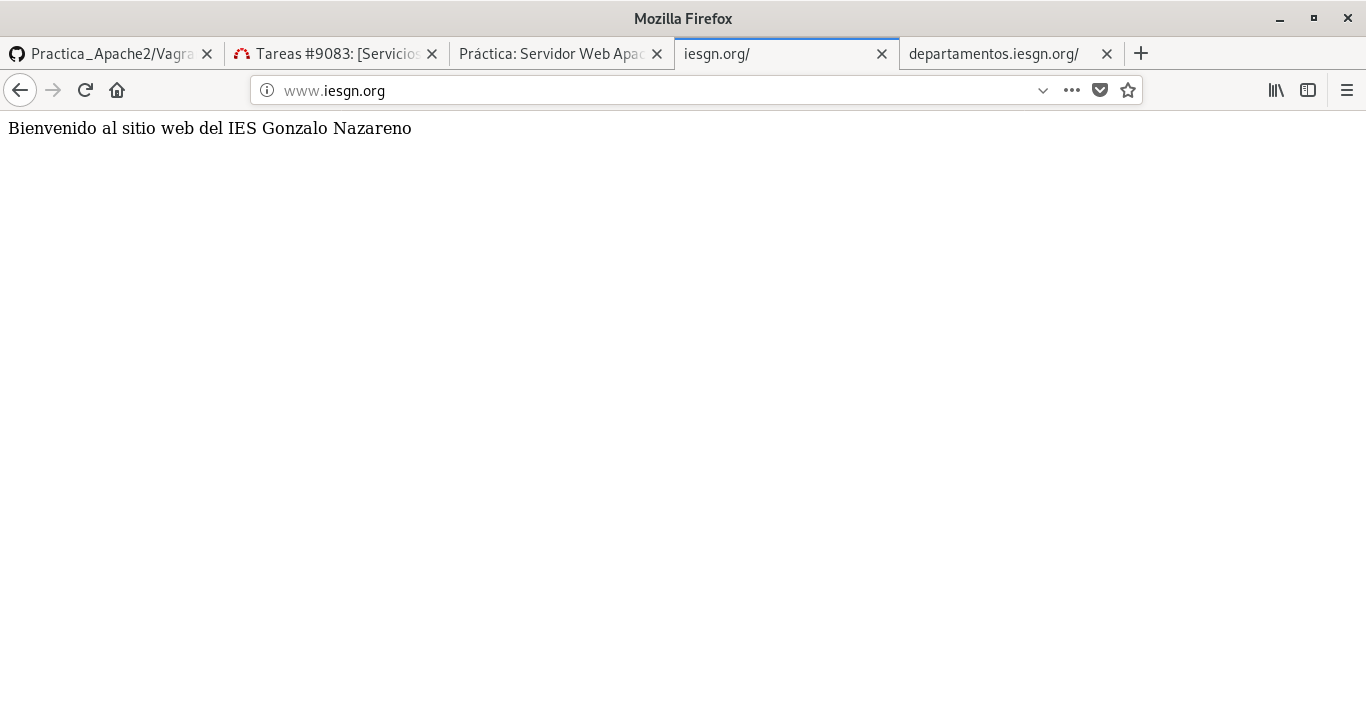 Mozilla Firefox
Practica_Apache2/Vagra
Tareas #9083: [Servicios
Práctica: Servidor Web Apac
iesgn.org/
departamentos.iesgn.org/
www.iesgn.org
Bienvenido al sitio web del IES Gonzalo Nazareno